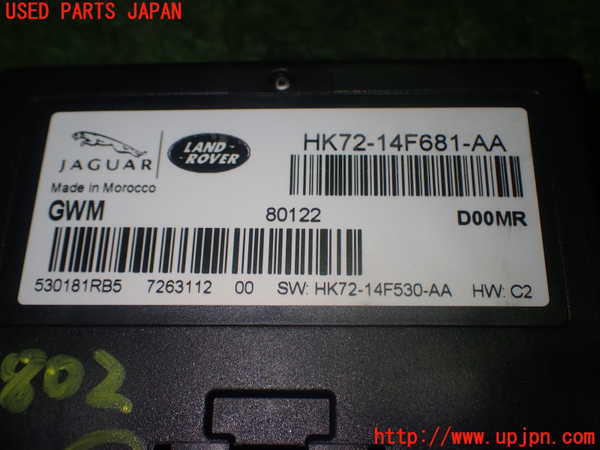 USED PARTS JAPAN
JAGUAR
LAND-
ROVER
HK72-14F681-AA
Made in Morocco
GWM 80122 D00MR
530181RB5 7263112 00 SW: HK72-14F530-AA HW: C2
802
http://www.upjpn.com